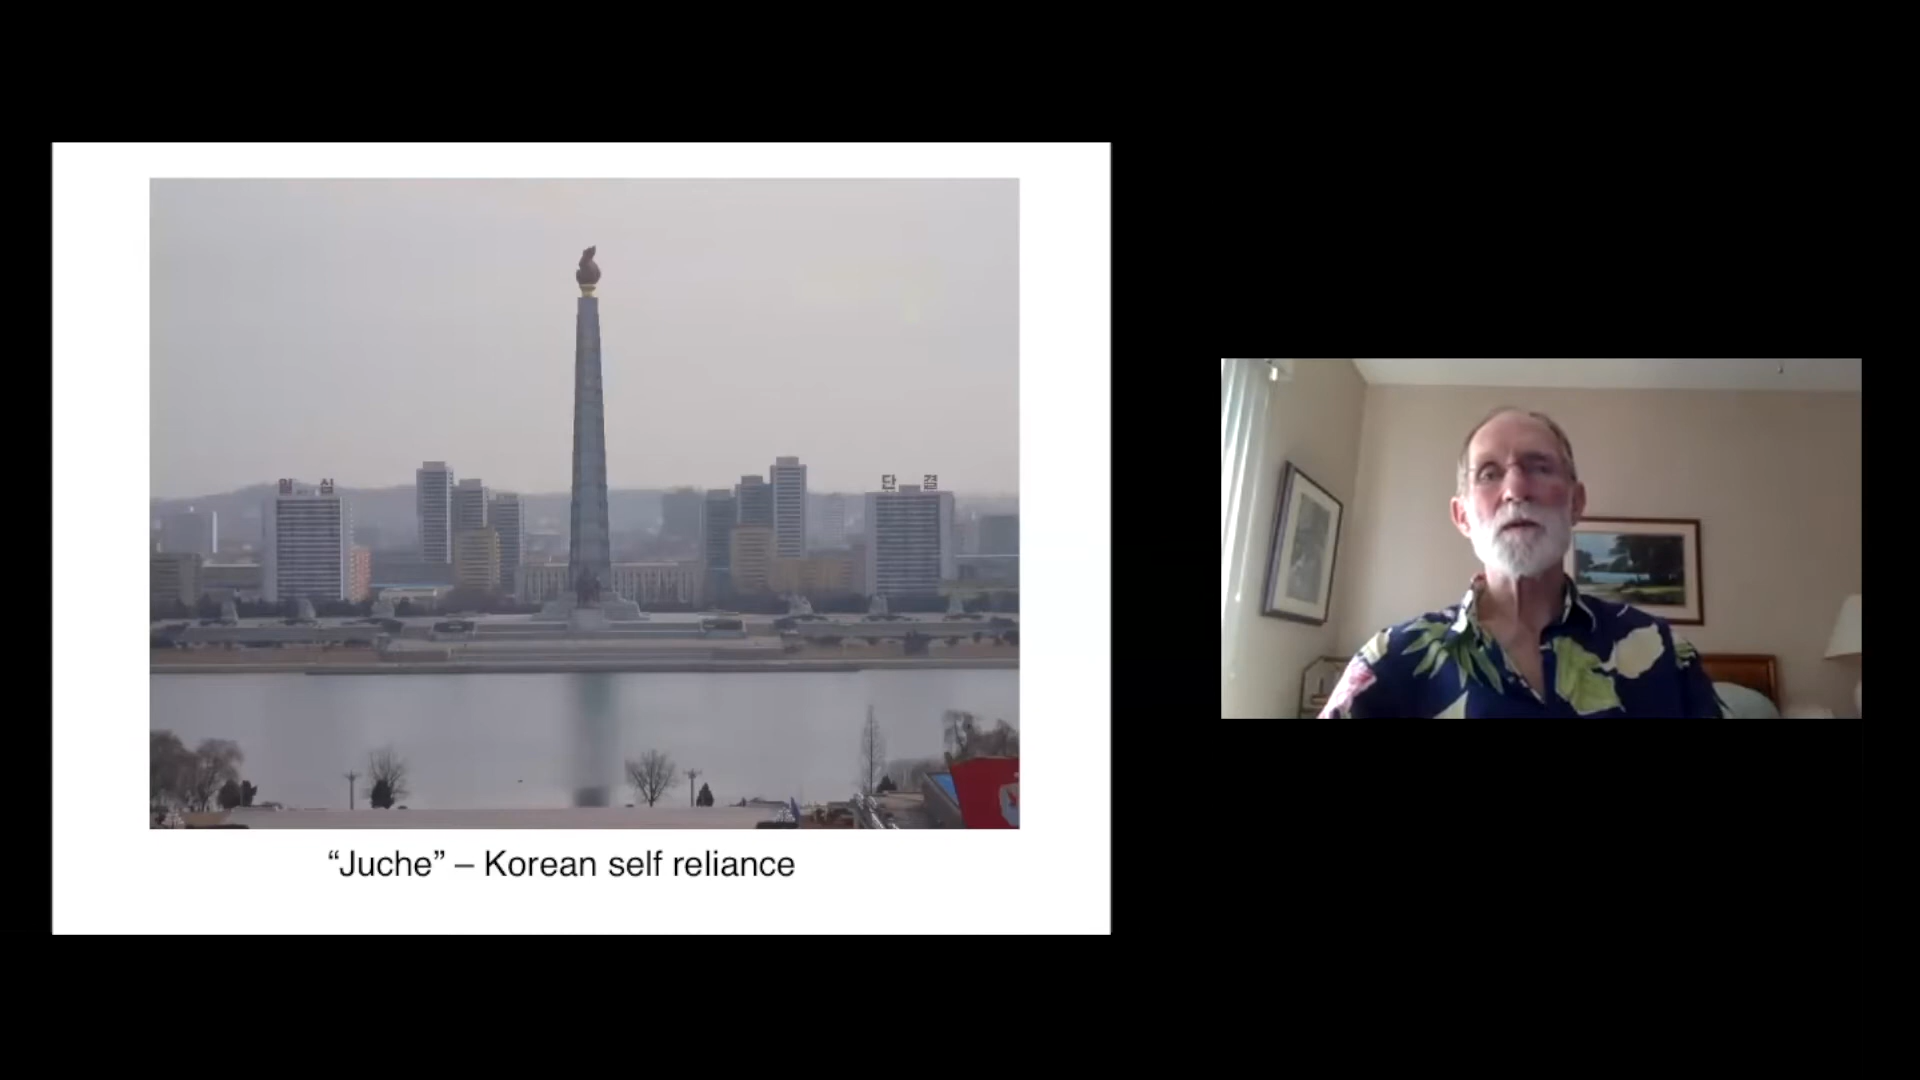 일심
단결
“Juche” – Korean self reliance